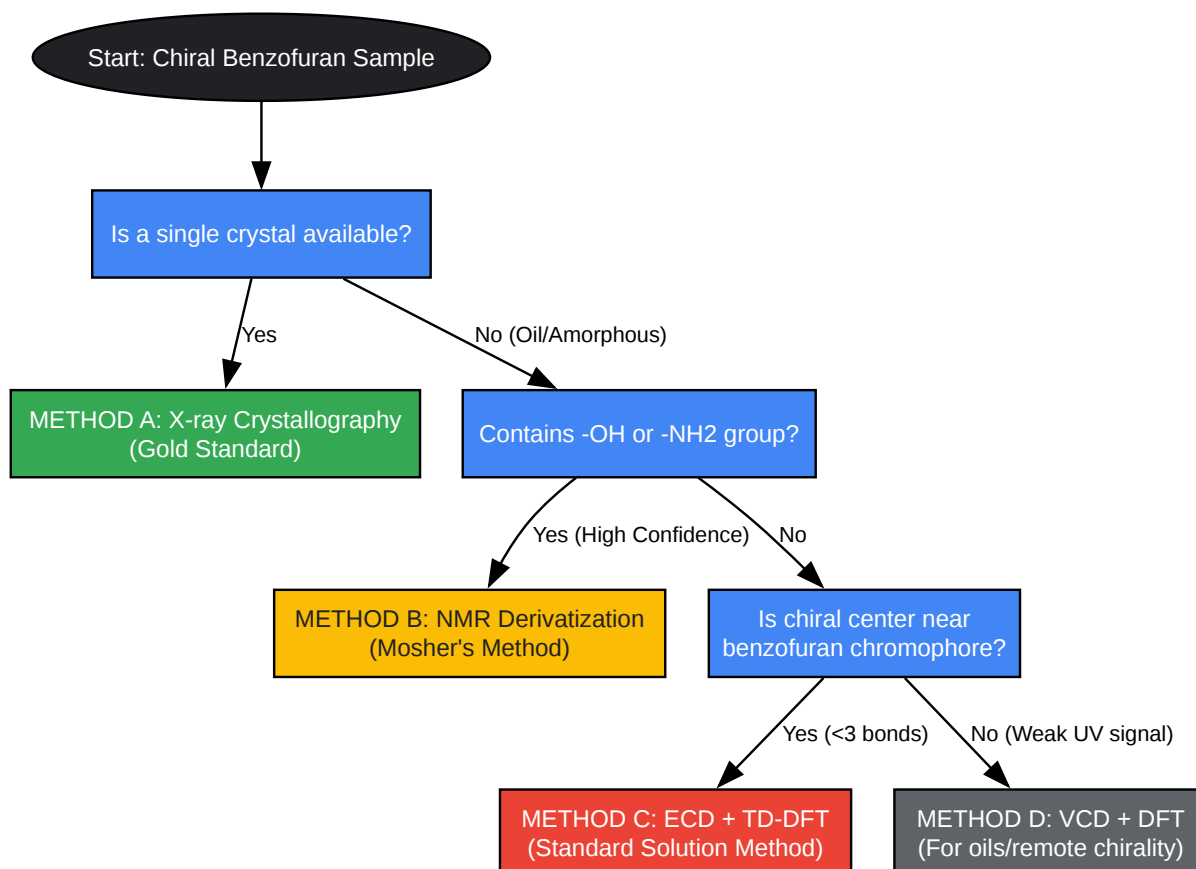 Start: Chiral Benzofuran Sample
Is a single crystal available?
Yes
No (Oil/Amorphous)
METHOD A: X-ray Crystallography
(Gold Standard)
Contains -OH or -NH2 group?
Yes (High Confidence)
No
METHOD B: NMR Derivatization
(Mosher's Method)
Is chiral center near
benzofuran chromophore?
Yes (<3 bonds)
No (Weak UV signal)
METHOD C: ECD + TD-DFT
(Standard Solution Method)
METHOD D: VCD + DFT
(For oils/remote chirality)